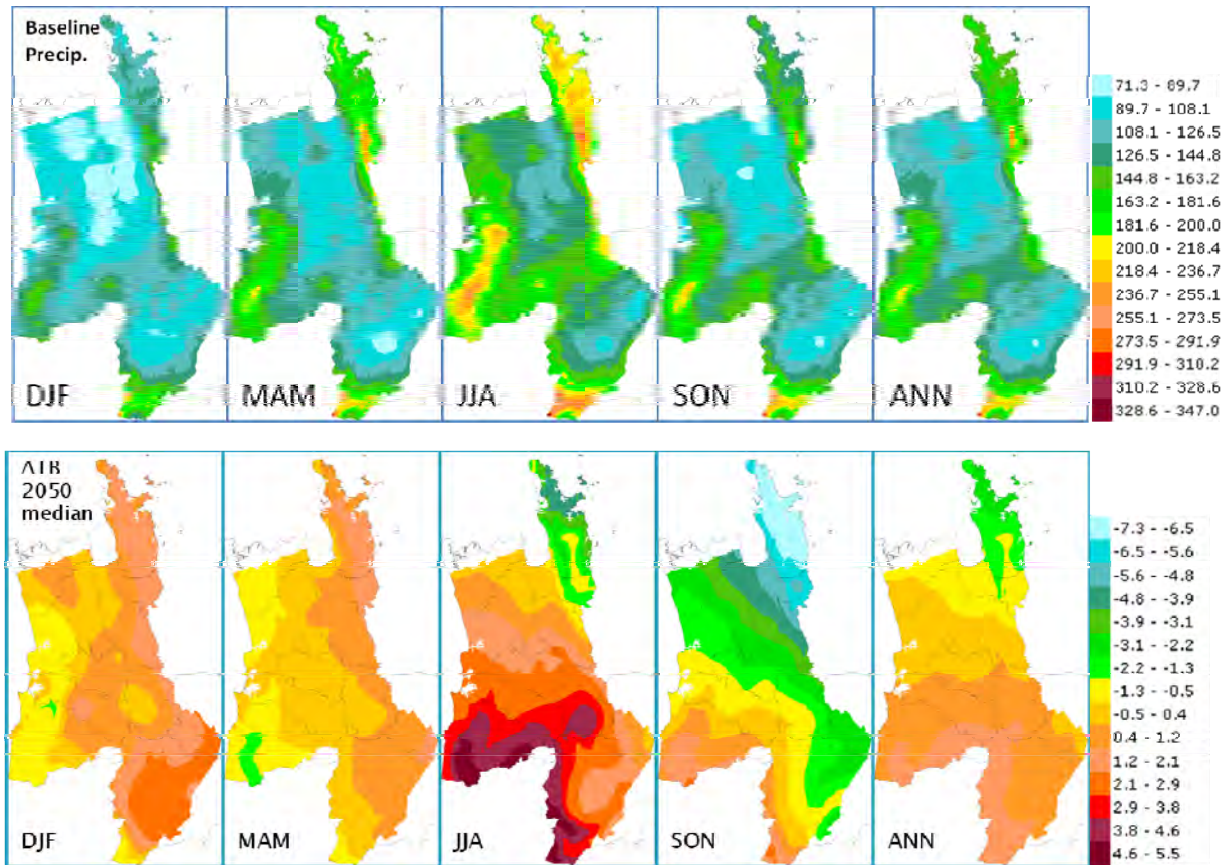 Baseline
Precip.
DJF
MAM
JJA
SON
ANN
71.3 - 89.7
89.7 - 108.1
108.1 - 126.5
126.5 - 144.8
144.8 - 163.2
163.2 - 181.6
181.6 - 200.0
200.0 - 218.4
218.4 - 236.7
236.7 - 255.1
255.1 - 273.5
273.5 - 291.9
291.9 - 310.2
310.2 - 328.6
328.6 - 347.0
A1B
2050
median
DJF
MAM
JJA
SON
ANN
-7.3 - -6.5
-6.5 - -5.6
-5.6 - -4.8
-4.8 - -3.9
-3.9 - -3.1
-3.1 - -2.2
-2.2 - -1.3
-1.3 - -0.5
-0.5 - 0.4
0.4 - 1.2
1.2 - 2.1
2.1 - 2.9
2.9 - 3.8
3.8 - 4.6
4.6 - 5.5